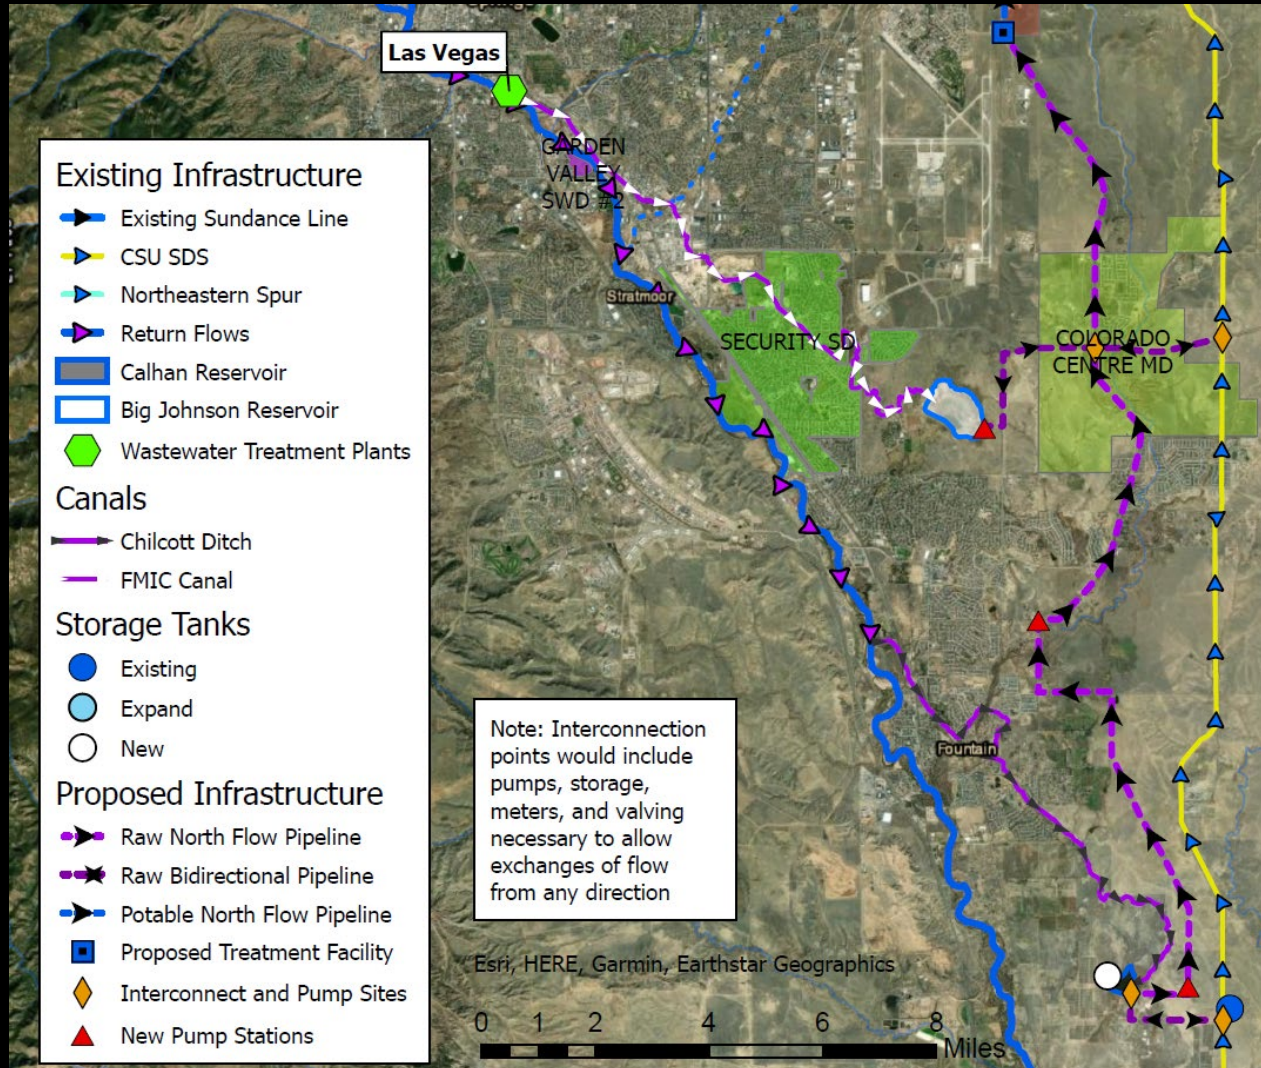 Springs
Las Vegas
GARDEN
VALLEY
SWD #2
Stratmoor
SECURITY SD
COLORADO
CENTRE MD
Existing Infrastructure
Existing Sundance Line
CSU SDS
Northeastern Spur
Return Flows
Calhan Reservoir
Big Johnson Reservoir
Wastewater Treatment Plants
Canals
Chilcott Ditch
FMIC Canal
Storage Tanks
Existing
Expand
New
Proposed Infrastructure
Raw North Flow Pipeline
Raw Bidirectional Pipeline
Potable North Flow Pipeline
Proposed Treatment Facility
Interconnect and Pump Sites
New Pump Stations
Note: Interconnection
points would include
pumps, storage,
meters, and valving
necessary to allow
exchanges of flow
from any direction
Fountain
Esri, HERE, Garmin, Earthstar Geographics
0 1 2 4 6 8
Miles